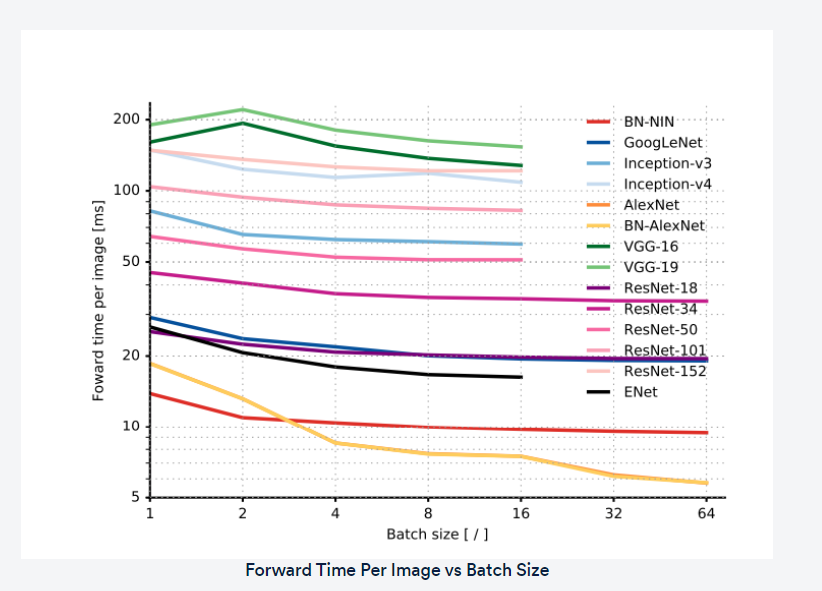 200
100
50
20
10
5
1 2 4 8 16 32 64
Foward time per image [ms]
Batch size [ / ]
BN-NIN
GoogLeNet
Inception-v3
Inception-v4
AlexNet
BN-AlexNet
VGG-16
VGG-19
ResNet-18
ResNet-34
ResNet-50
ResNet-101
ResNet-152
ENet
Forward Time Per Image vs Batch Size